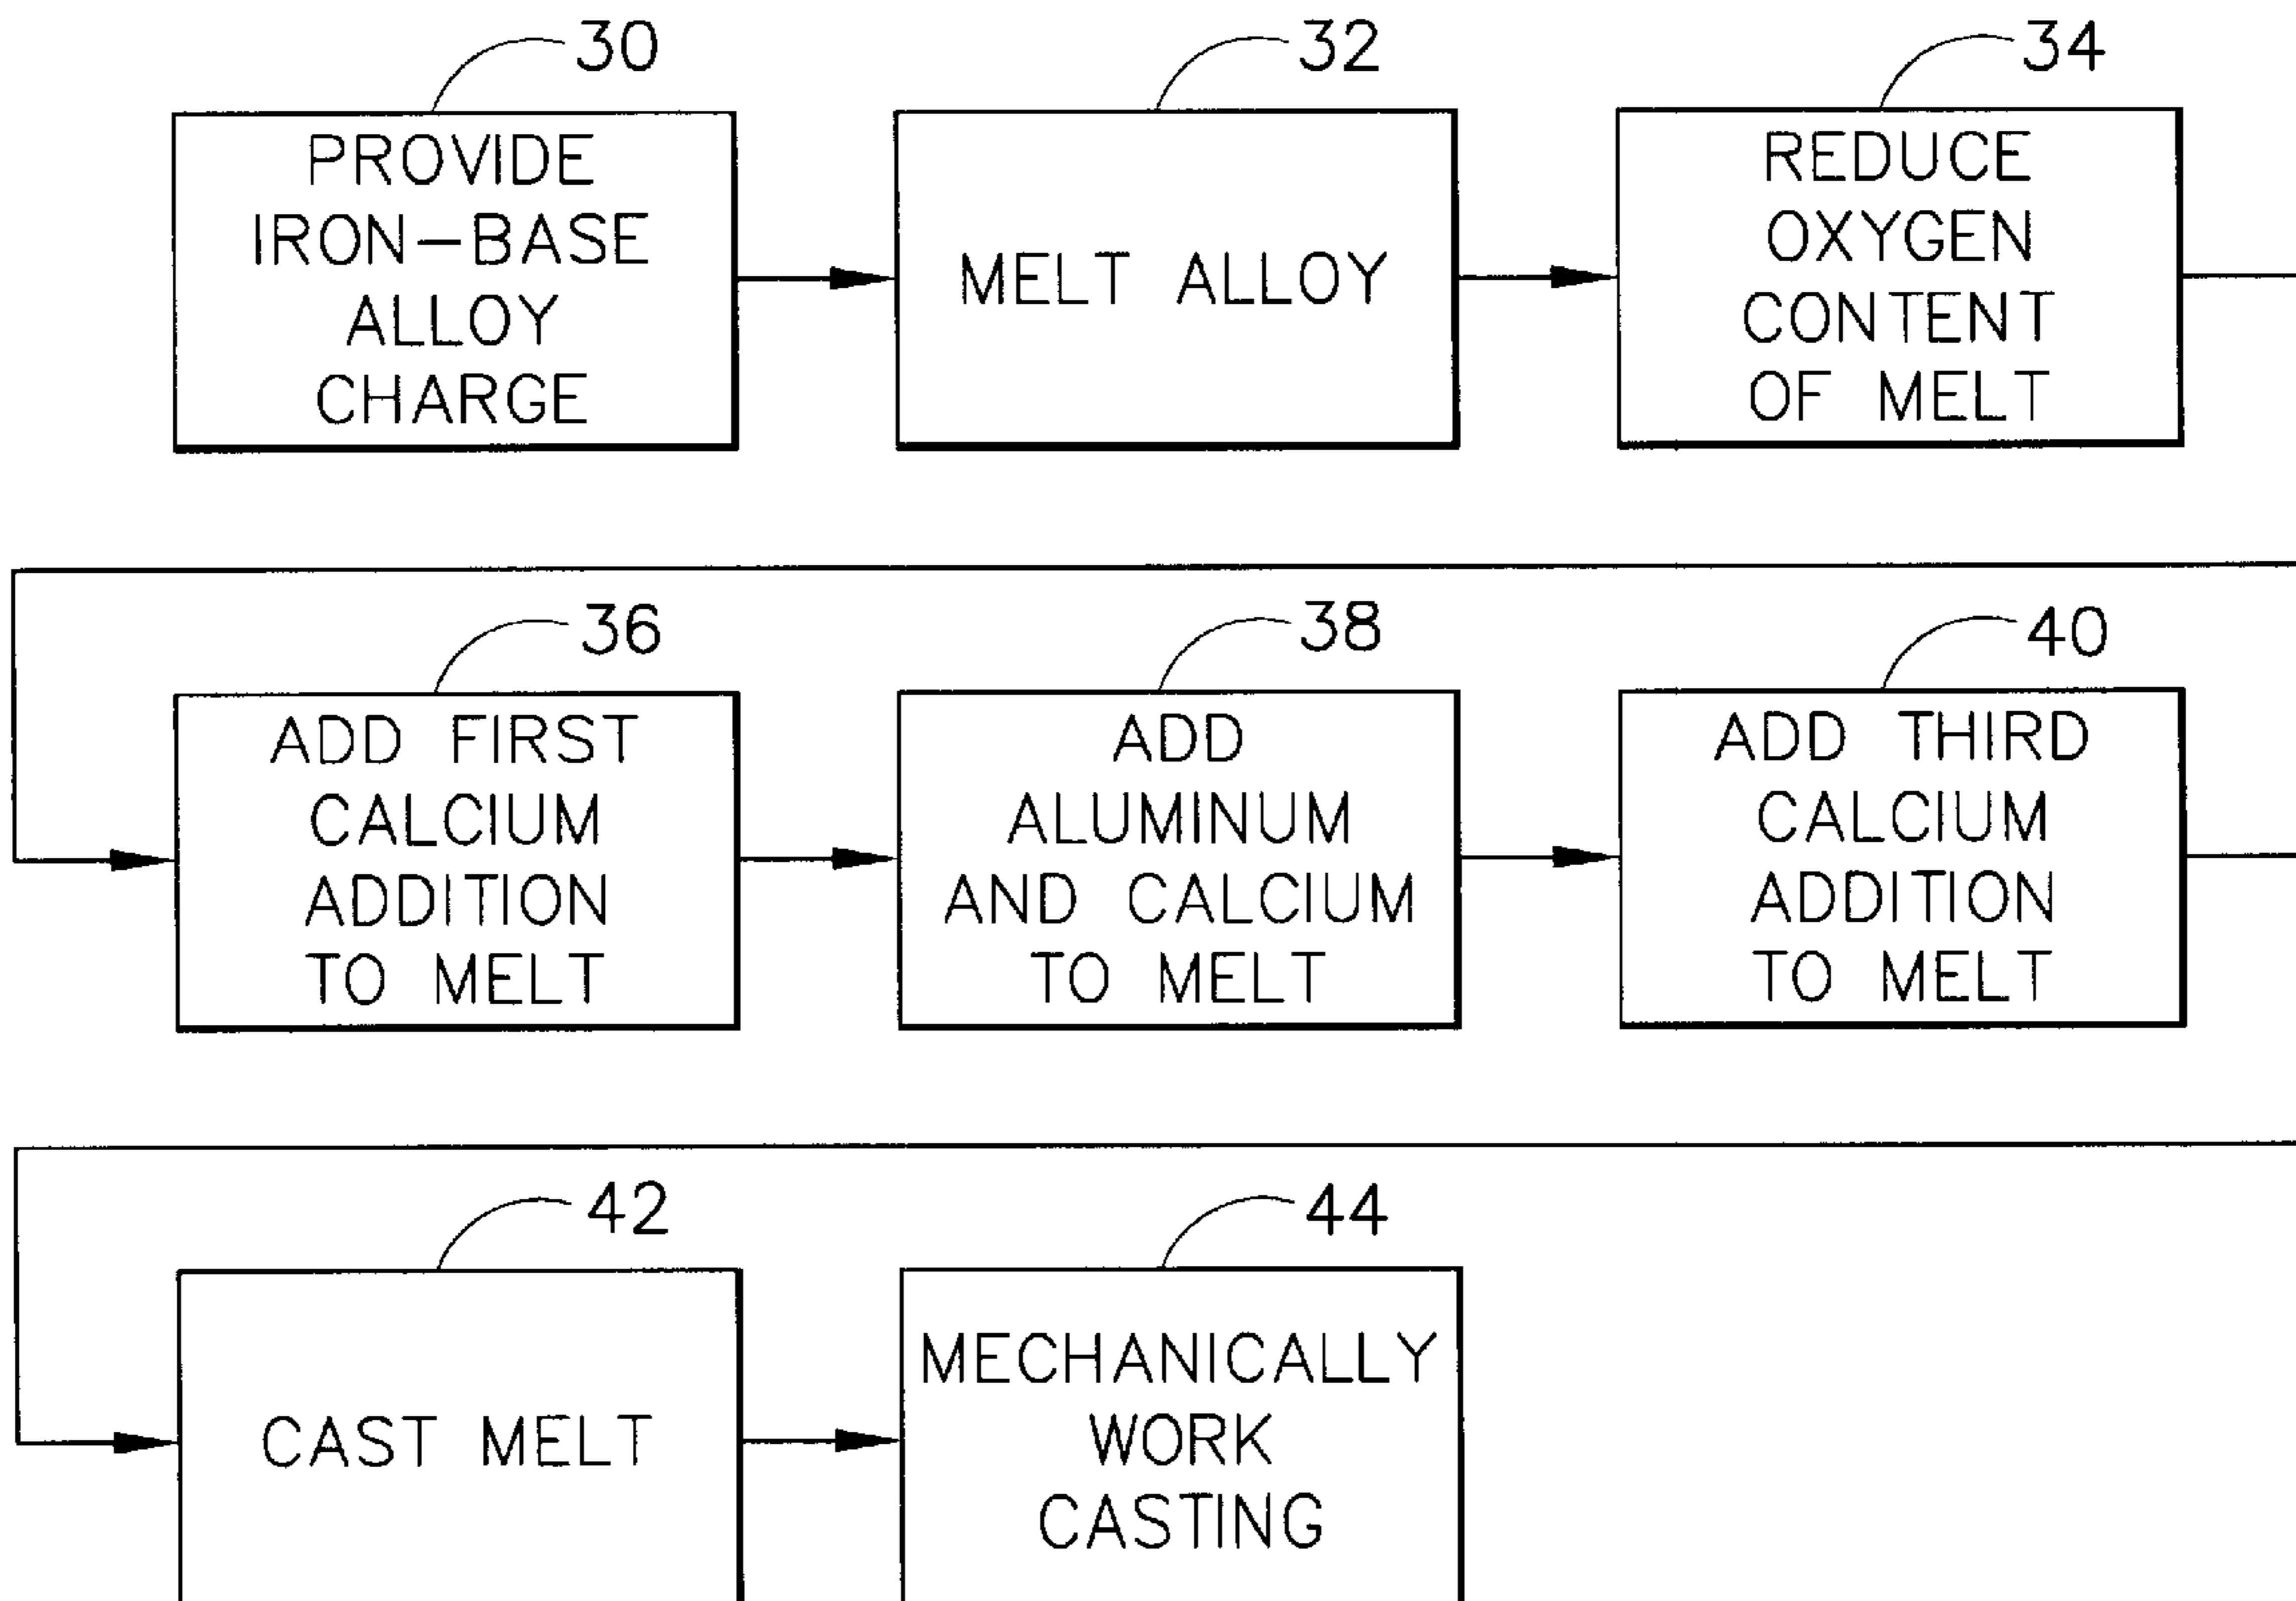 30
PROVIDE
IRON-BASE
ALLOY
CHARGE
32
MELT ALLOY
34
REDUCE
OXYGEN
CONTENT
OF MELT
36
ADD FIRST
CALCIUM
ADDITION
TO MELT
38
ADD
ALUMINUM
AND CALCIUM
TO MELT
40
ADD THIRD
CALCIUM
ADDITION
TO MELT
42
CAST MELT
44
MECHANICALLY
WORK
CASTING